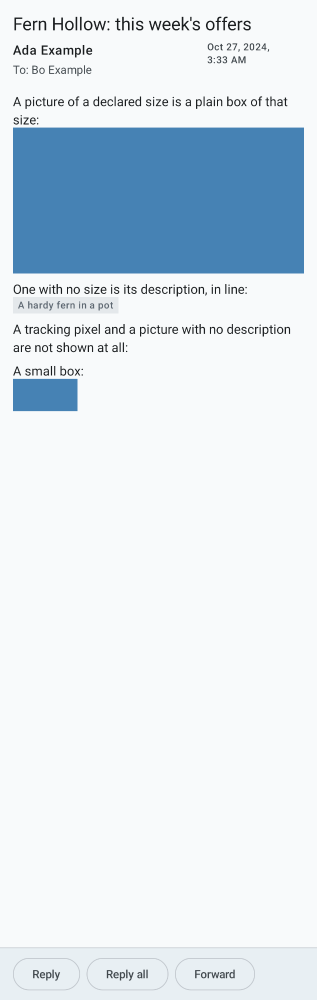 Fern Hollow: this week's offers
Ada Example
Oct 27, 2024,
3:33 AM
To: Bo Example
A picture of a declared size is a plain box of that
size:
One with no size is its description, in line:
A hardy fern in a pot
A tracking pixel and a picture with no description
are not shown at all:
A small box:
Reply
Reply all
Forward